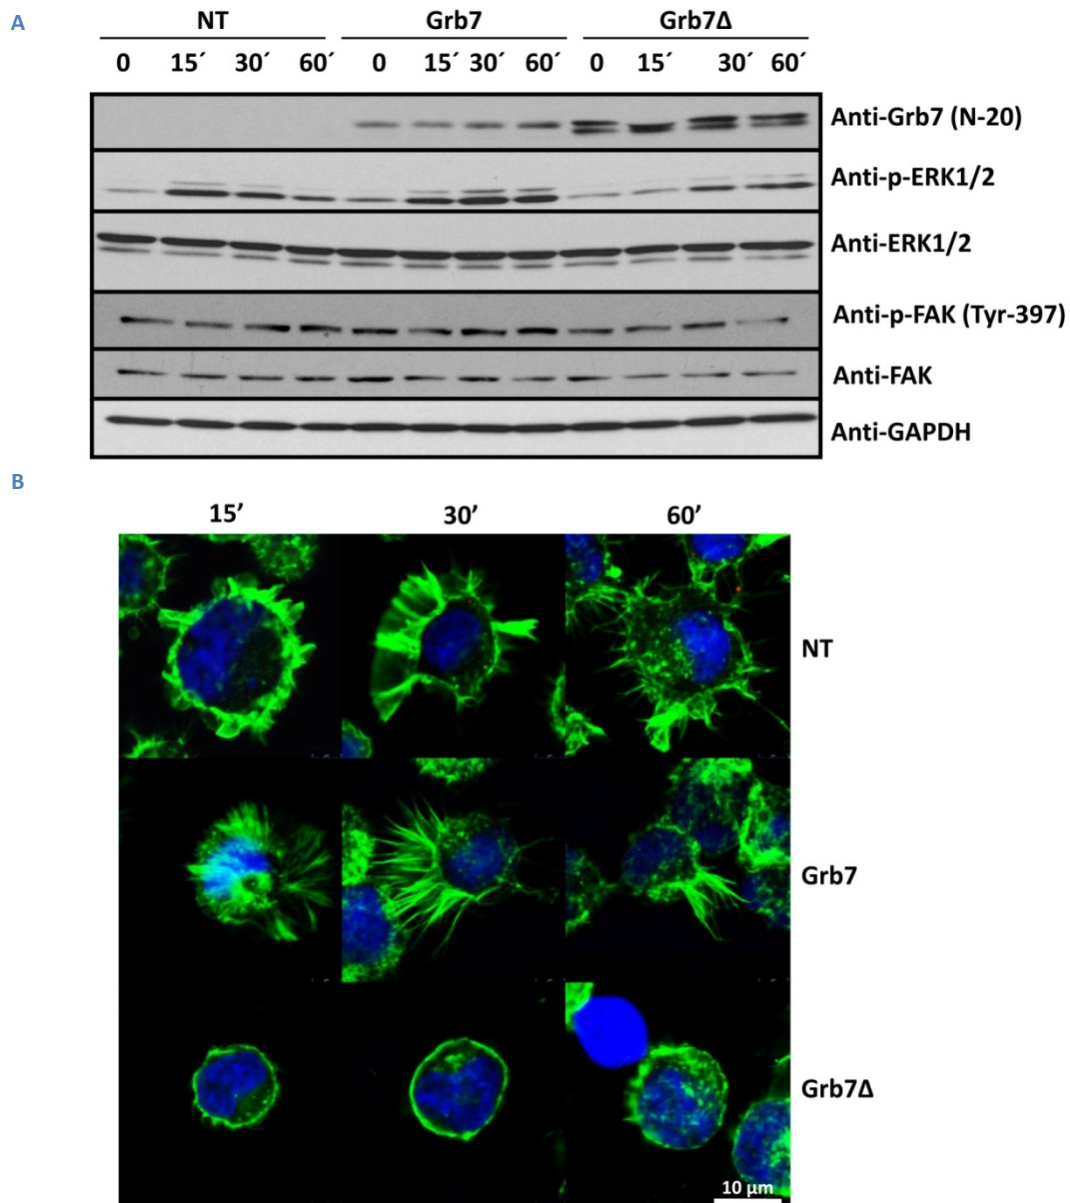 A
NT Grb7 Grb7Δ
0 15´ 30´ 60´ 0 15´ 30´ 60´ 0 15´ 30´ 60´
Anti-Grb7 (N-20)
Anti-p-ERK1/2
Anti-ERK1/2
Anti-p-FAK (Tyr-397)
Anti-FAK
Anti-GAPDH
B
15’ 30’ 60’
NT
Grb7
Grb7Δ
10 µm